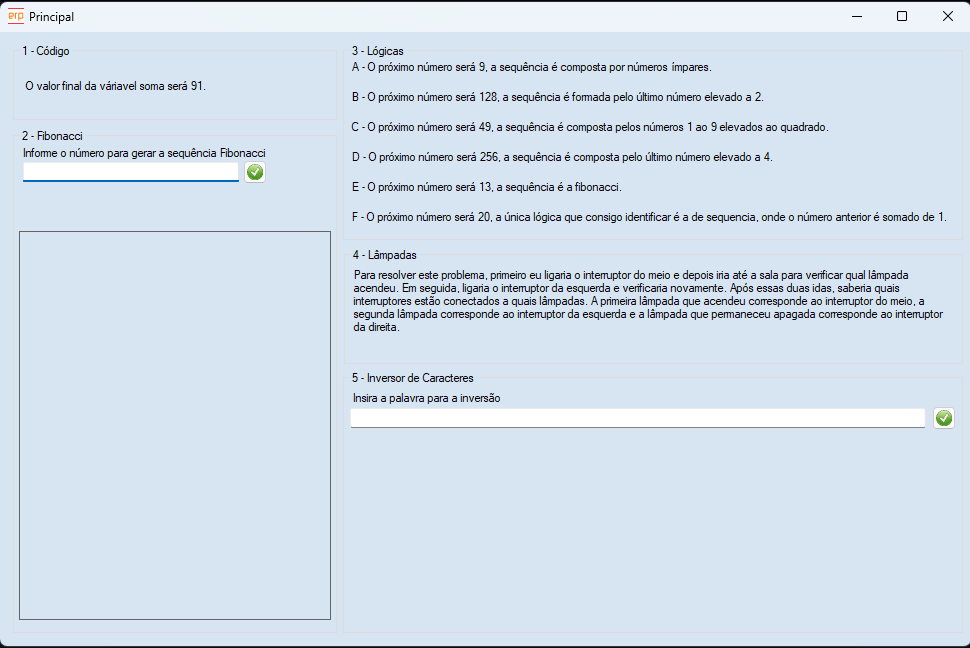 erp Principal
1 - Código
O valor final da váriavel soma será 91.
2 - Fibonacci
Informe o número para gerar a sequência Fibonacci
3 - Lógicas
A - O próximo número será 9, a sequência é composta por números ímpares.
B - O próximo número será 128, a sequência é formada pelo último número elevado a 2.
C - O próximo número será 49, a sequência é composta pelos números 1 ao 9 elevados ao quadrado.
D - O próximo número será 256, a sequência é composta pelo último número elevado a 4.
E - O próximo número será 13, a sequência é a fibonacci.
F - O próximo número será 20, a única lógica que consigo identificar é a de sequencia, onde o número anterior é somado de 1.
4 - Lâmpadas
Para resolver este problema, primeiro eu ligaria o interruptor do meio e depois iria até a sala para verificar qual lâmpada
acendeu. Em seguida, ligaria o interruptor da esquerda e verificaria novamente. Após essas duas idas, saberia quais
interruptores estão conectados a quais lâmpadas. A primeira lâmpada que acendeu corresponde ao interruptor do meio, a
segunda lâmpada corresponde ao interruptor da esquerda e a lâmpada que permaneceu apagada corresponde ao interruptor
da direita.
5 - Inversor de Caracteres
Insira a palavra para a inversão